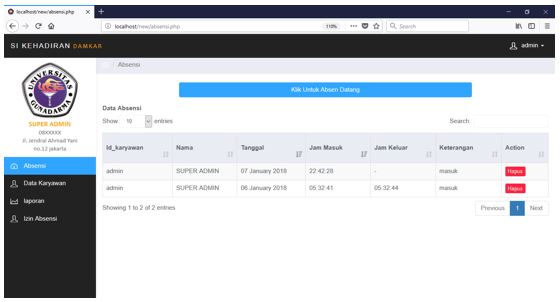 localhost/new/absensi.php
localhost/new/absensi.php
110%
Search
SI KEHADIRAN DAMKAR
admin
UNIVERSITAS GUNADARMA
SUPER ADMIN
08XXXXX
Jl. Jendral Ahmad Yani
no.12 jakarta
Absensi
Data Karyawan
laporan
Izin Absensi
Absensi
Klik Untuk Absen Datang
Data Absensi
Show 10 entries
Search:
Id_karyawan Nama Tanggal Jam Masuk Jam Keluar Keterangan Action
admin SUPER ADMIN 07 January 2018 22:42:28 - masuk Hapus
admin SUPER ADMIN 06 January 2018 05:32:41 05:32:44 masuk Hapus
Showing 1 to 2 of 2 entries
Previous 1 Next